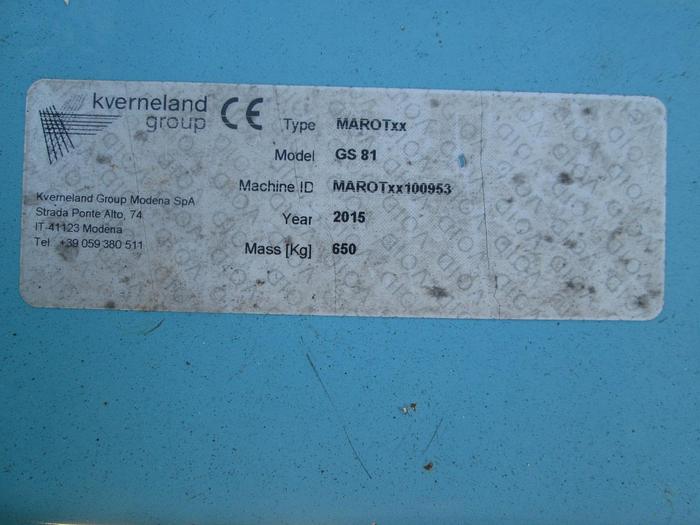 kverneland
group
CE
Type MAROTxx
Model GS 81
Machine ID MAROTxx100953
Year 2015
Mass [Kg] 650
Kverneland Group Modena SpA
Strada Ponte Alto, 74
IT-41123 Modena
Tel. +39 059 380 511